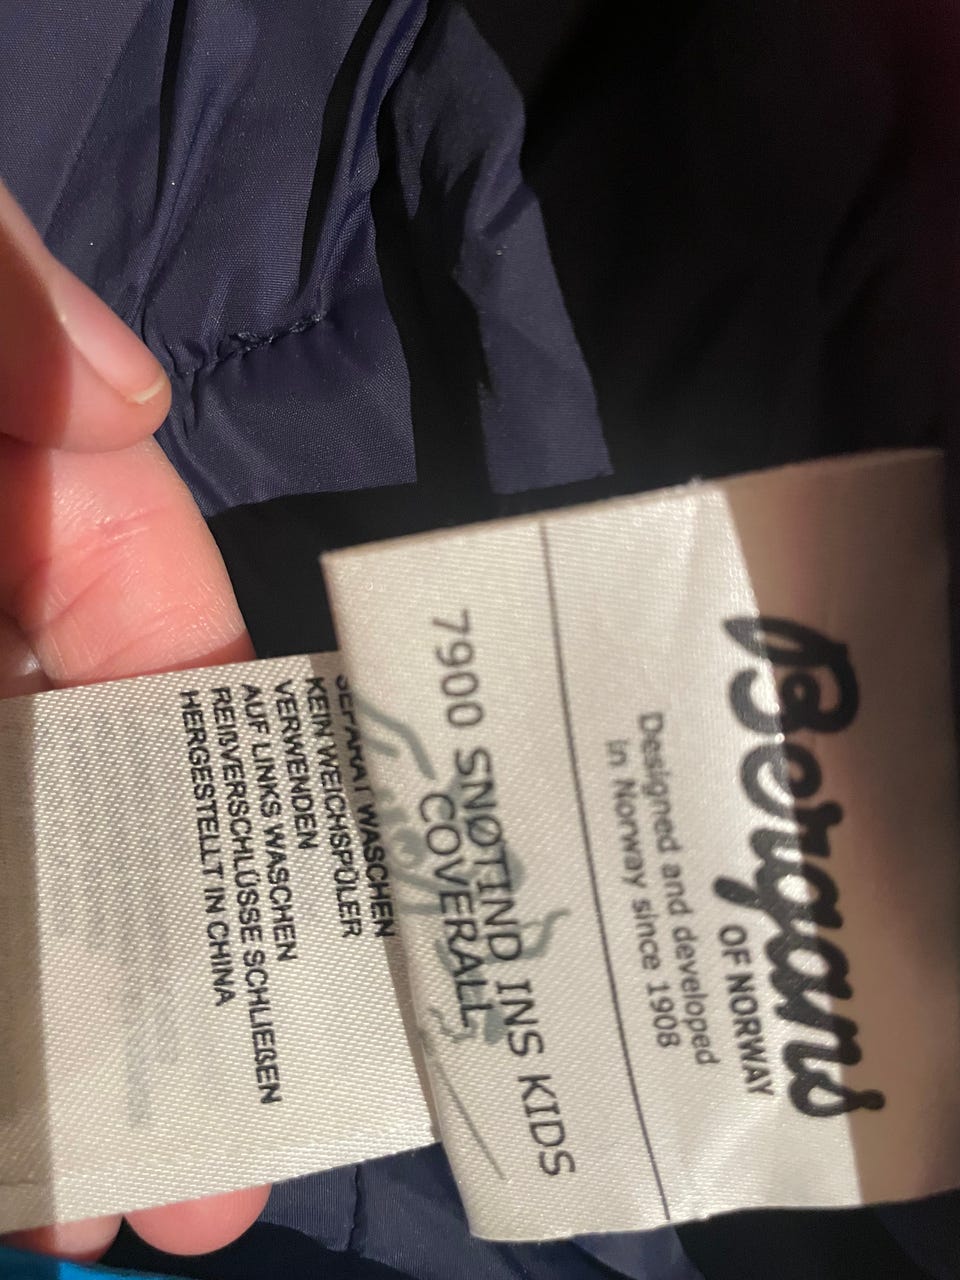 Bergans
OF NORWAY
Designed and developed
in Norway since 1908
7900 SNØTIND INS KIDS
COVERALL
SEPARAT WASCHEN
KEIN WEICHSPÜLER
VERWENDEN
AUF LINKS WASCHEN
REIßVERSCHLÜSSE SCHLIEßEN
HERGESTELLT IN CHINA